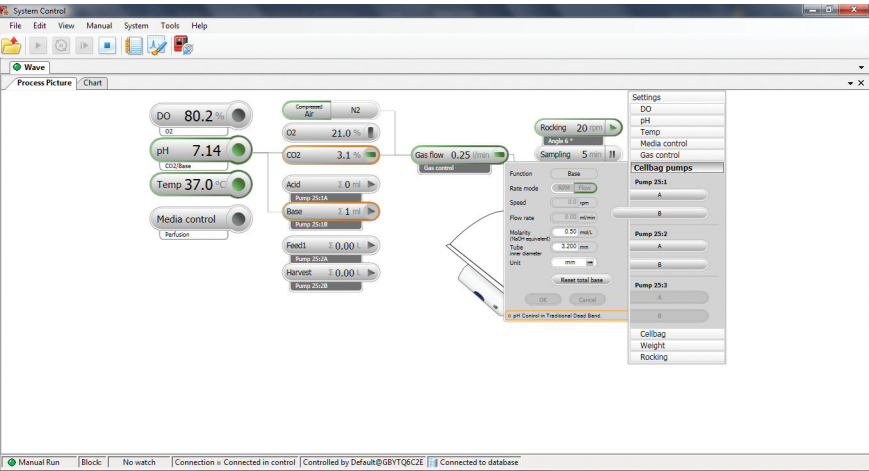 System Control
File Edit View Manual System Tools Help
Wave
Process Picture Chart
DO 80.2 %
O2
pH 7.14
CO2/Base
Temp 37.0 °C
Media control
Perfusion
Compressed
Air N2
O2 21.0 %
CO2 3.1 %
Acid Σ 0 ml
Pump 25:1A
Base Σ 1 ml
Pump 25:1B
Feed1 Σ 0.00 L
Pump 25:2A
Harvest Σ 0.00 L
Pump 25:2B
Gas flow 0.25 l/min
Gas control
Rocking 20 rpm
Angle 6 °
Sampling 5 min
Function Base
Rate mode RPM Flow
Speed 0.0 rpm
Flow rate 0.00 ml/min
Molarity 0.50 mol/L
(NaOH equivalent)
Tube 3.200 mm
inner diameter
Unit mm
Reset total base
OK Cancel
pH Control in Traditional Dead Band.
Settings
DO
pH
Temp
Media control
Gas control
Cellbag pumps
Pump 25:1
A
B
Pump 25:2
A
B
Pump 25:3
A
B
Cellbag
Weight
Rocking
Manual Run Block: No watch Connection = Connected in control Controlled by Default@GBYTQ6C2E Connected to database